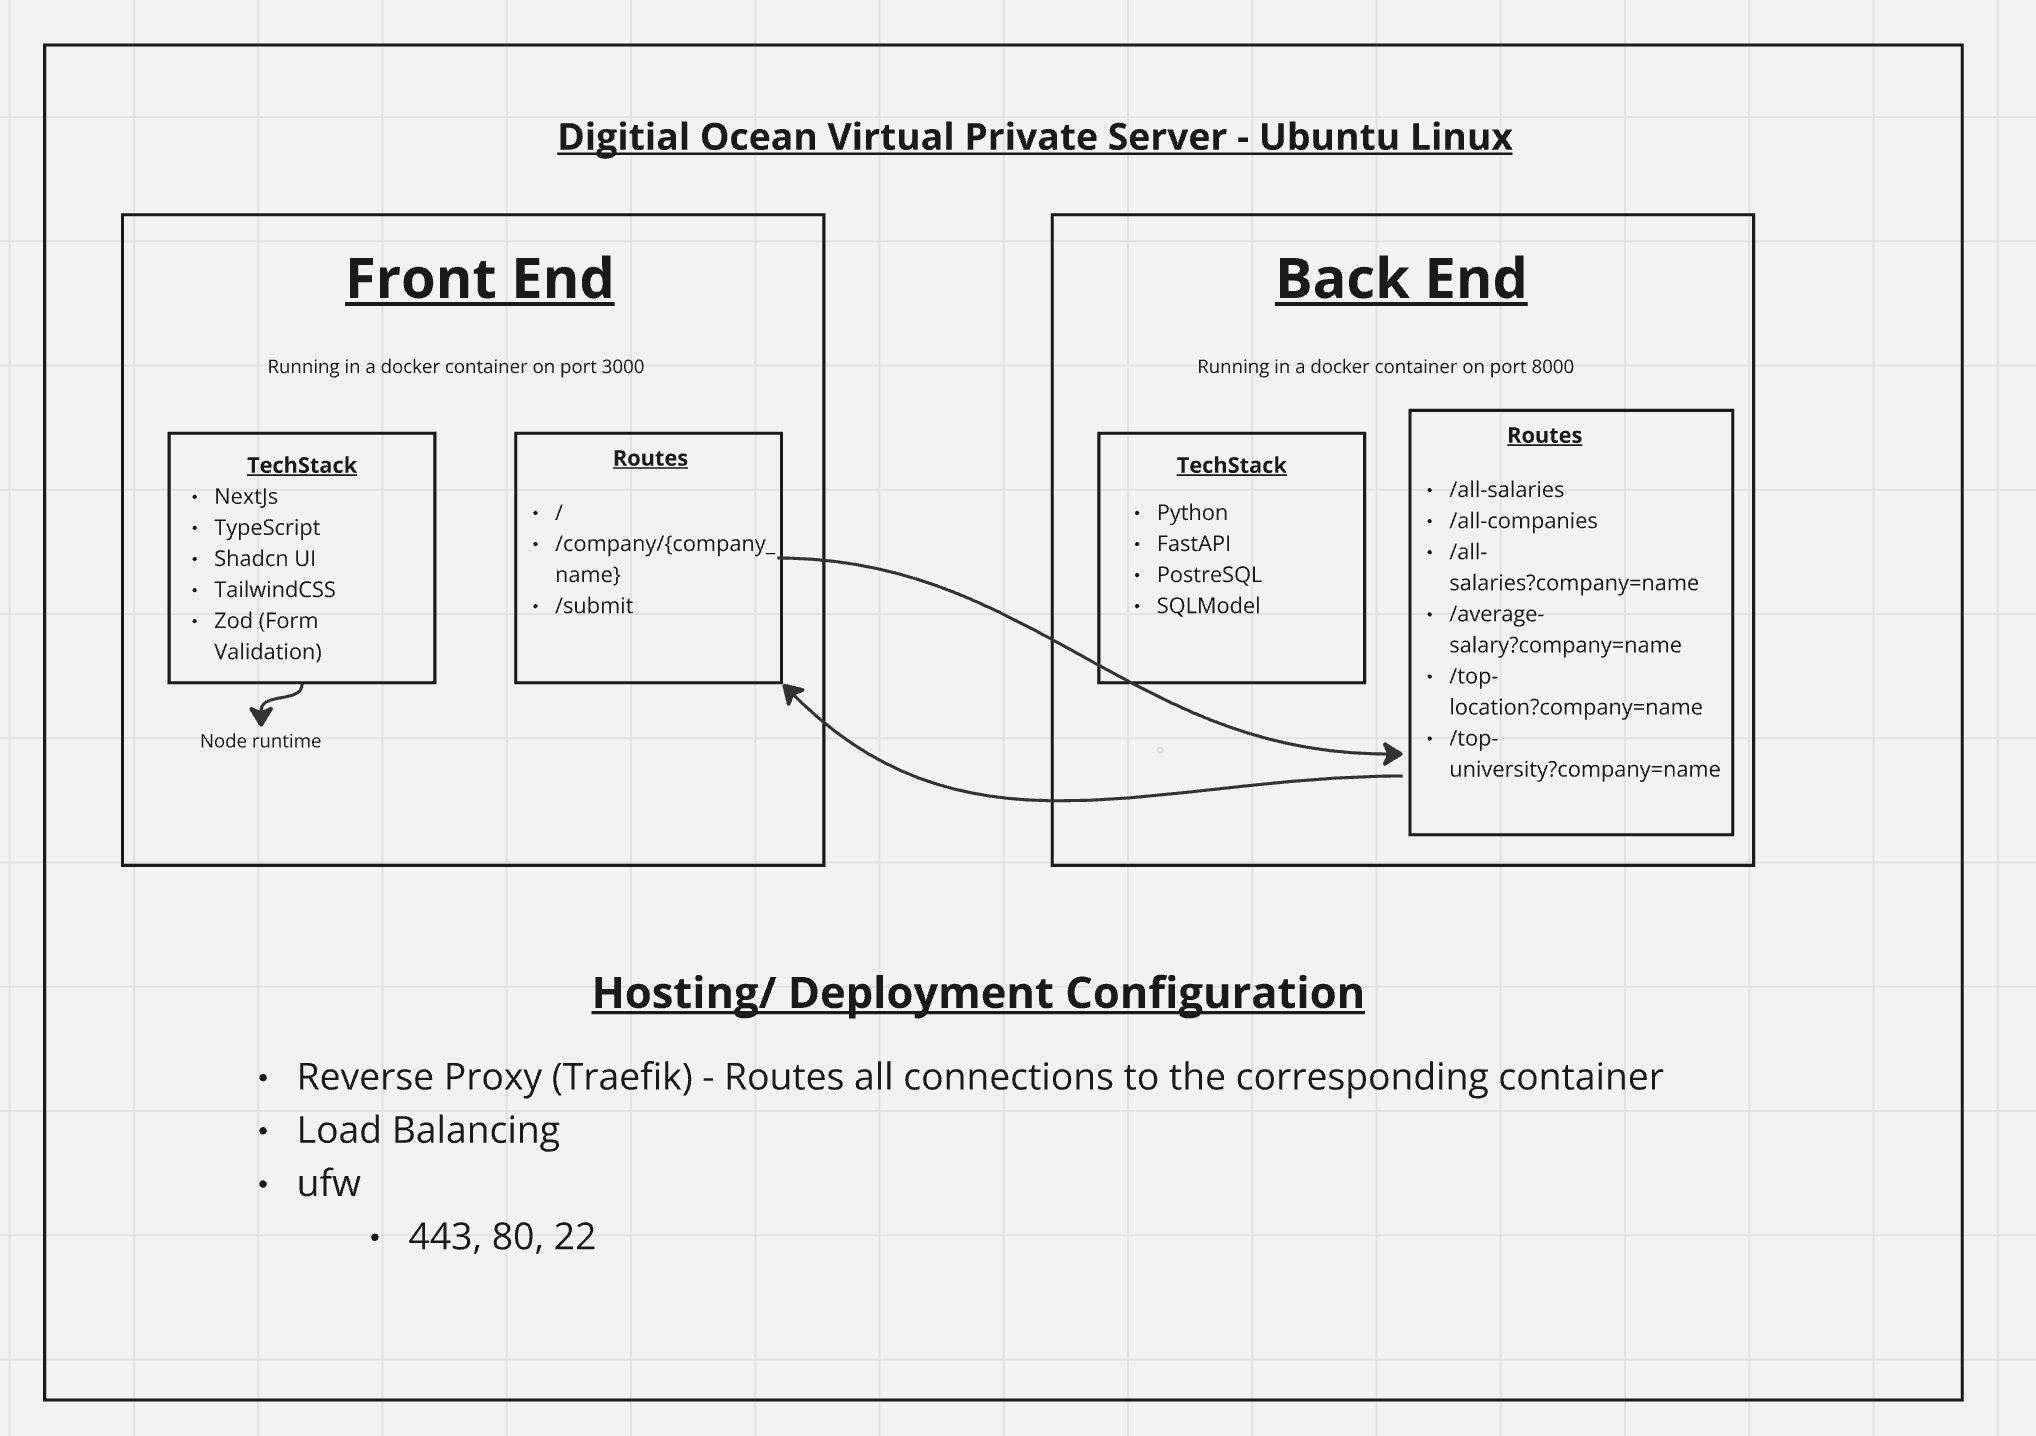 Digitial Ocean Virtual Private Server - Ubuntu Linux
Front End
Running in a docker container on port 3000
TechStack
• NextJs
• TypeScript
• Shadcn UI
• TailwindCSS
• Zod (Form
Validation)
Node runtime
Routes
• /
• /company/{company_
name}
• /submit
Back End
Running in a docker container on port 8000
TechStack
• Python
• FastAPI
• PostreSQL
• SQLModel
Routes
• /all-salaries
• /all-companies
• /all-
salaries?company=name
• /average-
salary?company=name
• /top-
location?company=name
• /top-
university?company=name
Hosting/ Deployment Configuration
• Reverse Proxy (Traefik) - Routes all connections to the corresponding container
• Load Balancing
• ufw
• 443, 80, 22